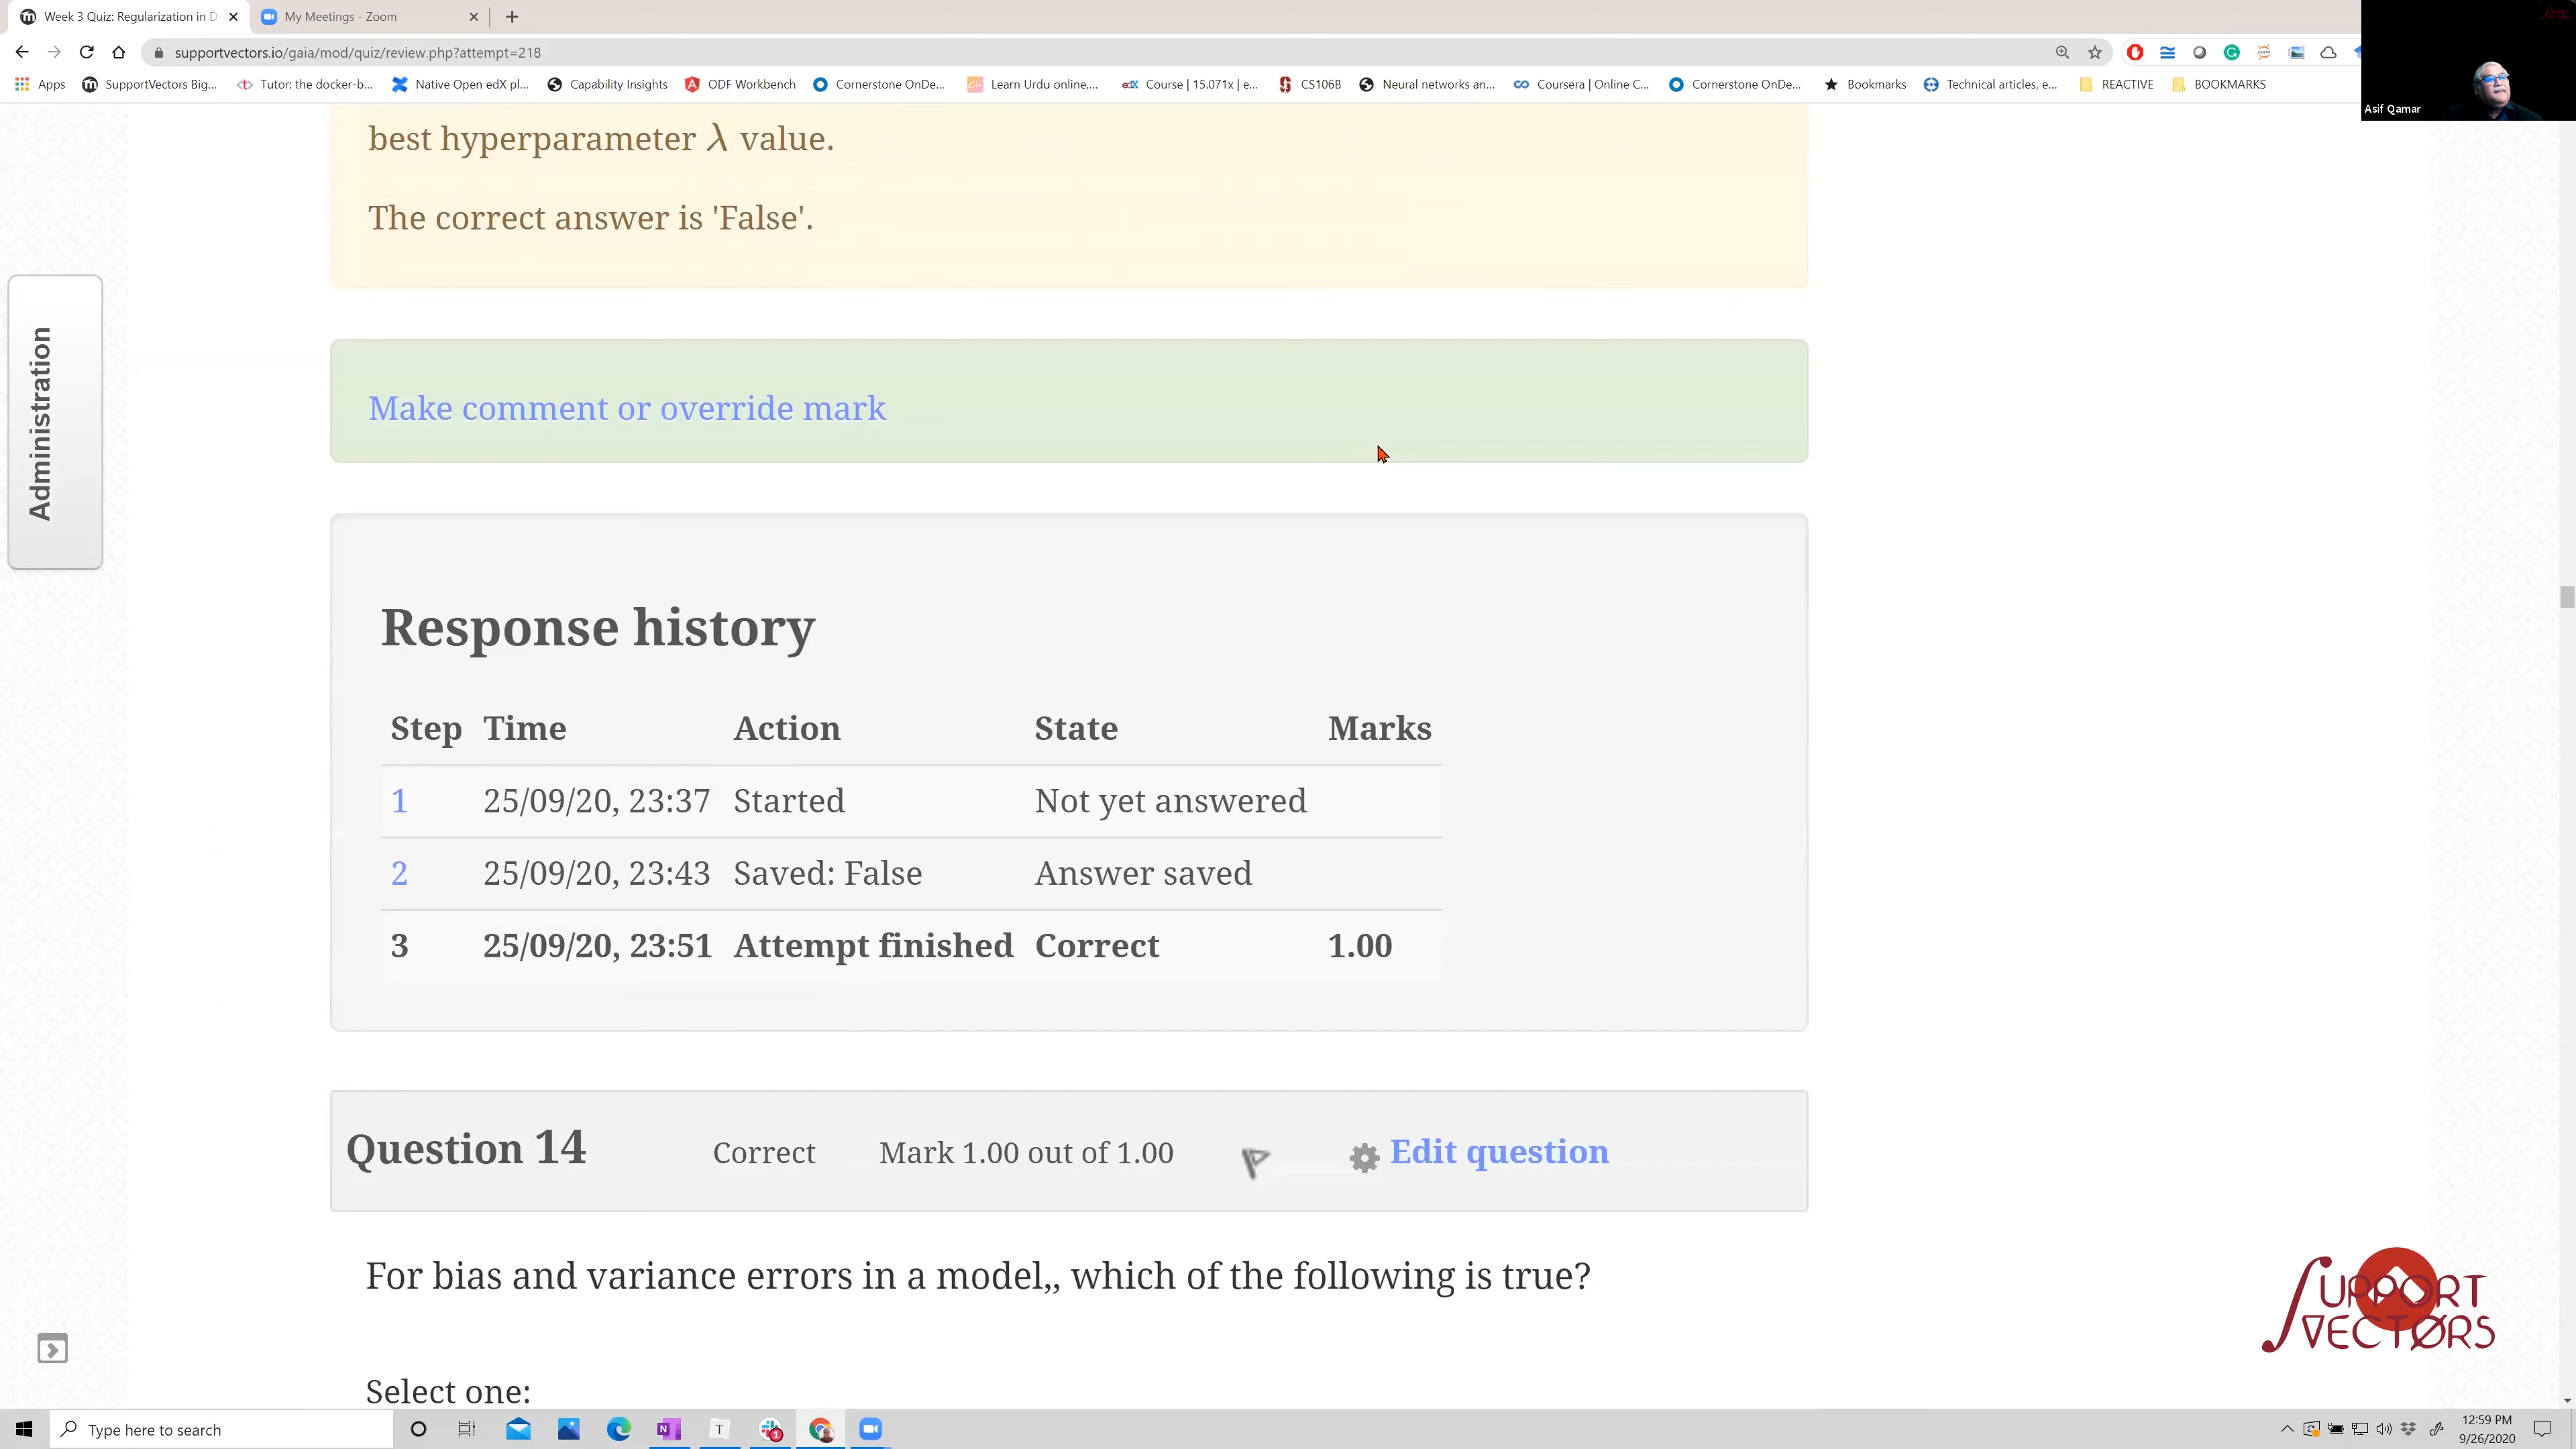 Week 3 Quiz: Regularization in D
My Meetings - Zoom
supportvectors.io/gaia/mod/quiz/review.php?attempt=218
Apps
SupportVectors Big...
Tutor: the docker-b...
Native Open edX pl...
Capability Insights
ODF Workbench
Cornerstone OnDe...
Learn Urdu online,...
Course | 15.071x | e...
CS106B
Neural networks an...
Coursera | Online C...
Cornerstone OnDe...
Bookmarks
Technical articles, e...
REACTIVE
BOOKMARKS
Asif Qamar
best hyperparameter λ value.
The correct answer is 'False'.
Administration
Make comment or override mark
Response history
Step Time Action State Marks
1 25/09/20, 23:37 Started Not yet answered
2 25/09/20, 23:43 Saved: False Answer saved
3 25/09/20, 23:51 Attempt finished Correct 1.00
Question 14 Correct Mark 1.00 out of 1.00 Edit question
For bias and variance errors in a model,, which of the following is true?
Select one:
SUPPORT
VECTORS
Type here to search
12:59 PM
9/26/2020